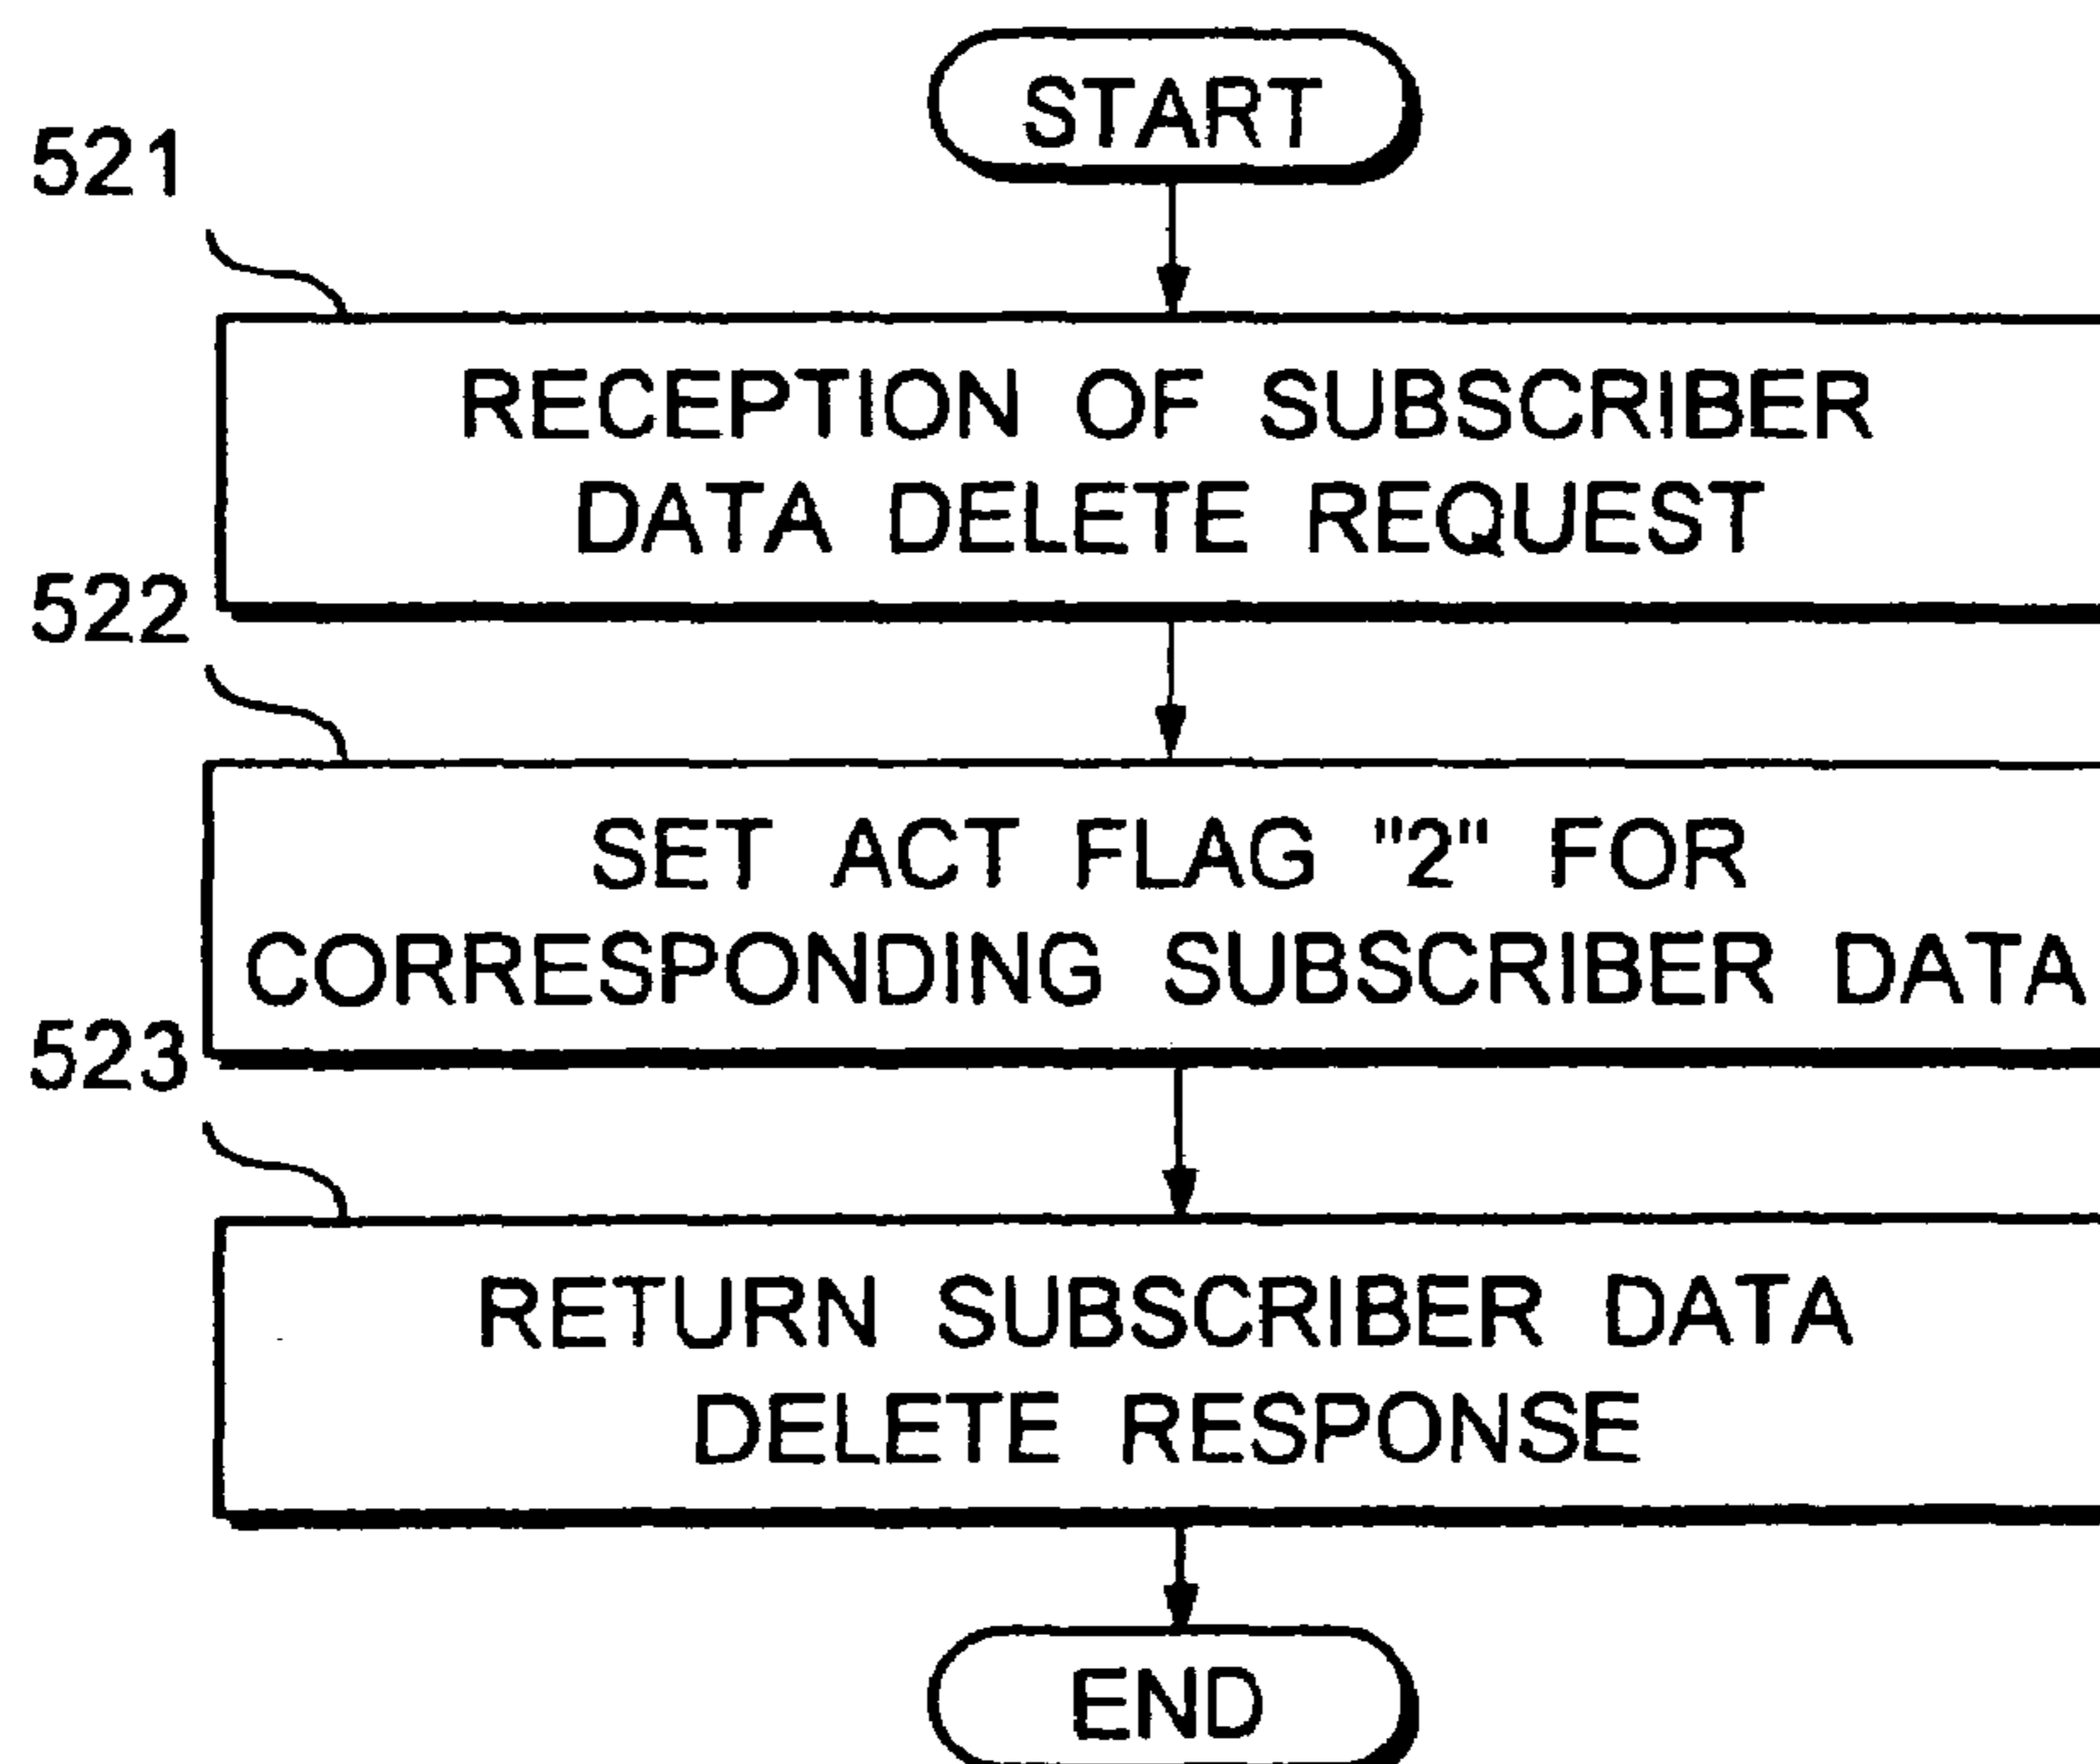 START
521
RECEPTION OF SUBSCRIBER
DATA DELETE REQUEST
522
SET ACT FLAG "2" FOR
CORRESPONDING SUBSCRIBER DATA
523
RETURN SUBSCRIBER DATA
DELETE RESPONSE
END